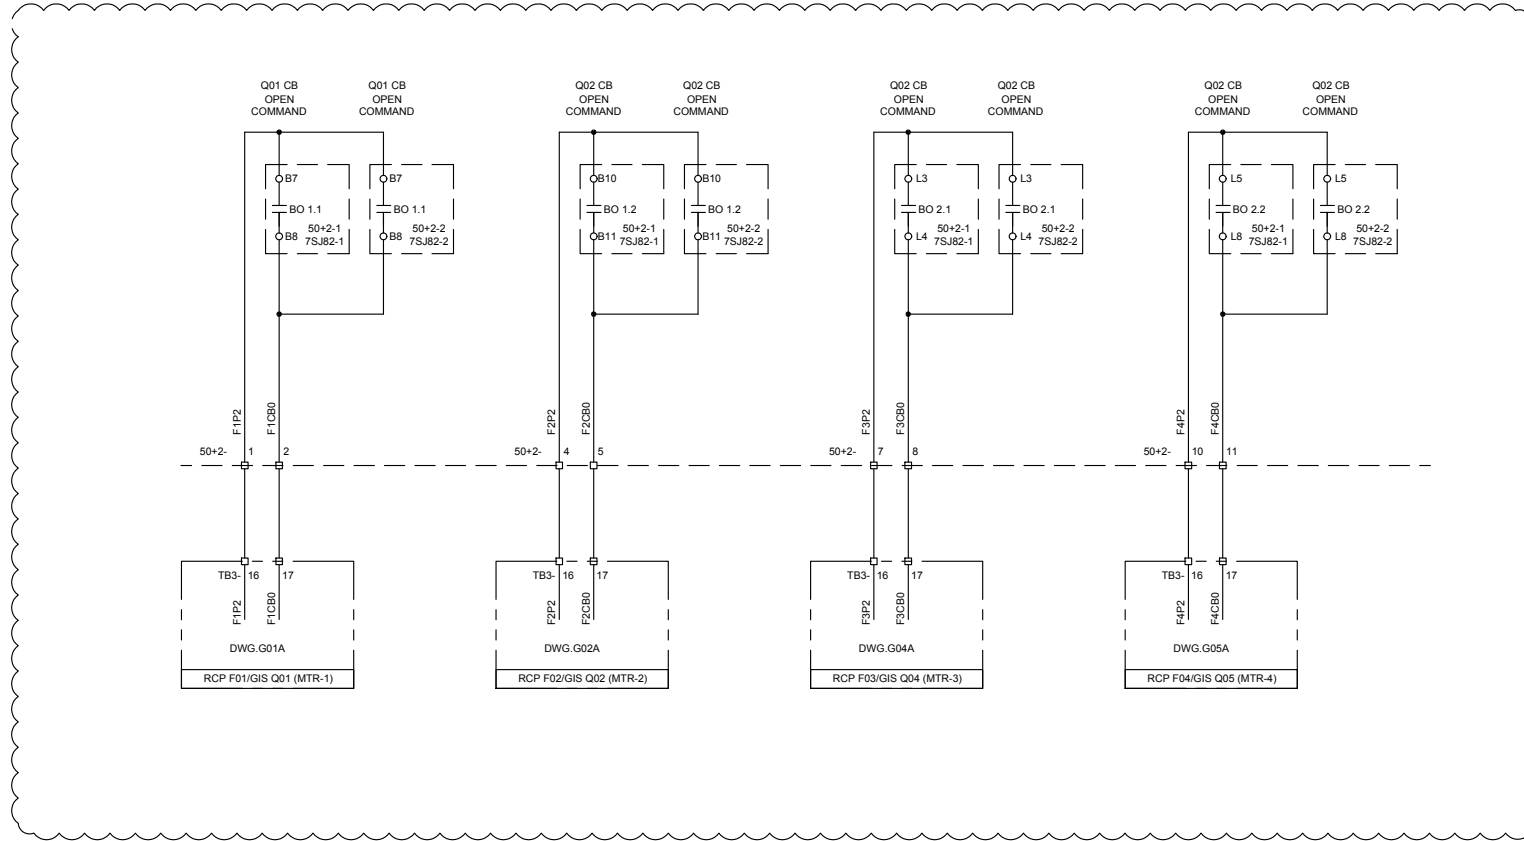 Q01 CB
OPEN
COMMAND
Q01 CB
OPEN
COMMAND
B7
BO 1.1
50+2-1
B8
7SJ82-1
B7
BO 1.1
50+2-2
B8
7SJ82-2
F1P2
F1CB0
50+2-
1
2
TB3-
16
17
F1P2
F1CB0
DWG.G01A
RCP F01/GIS Q01 (MTR-1)
Q02 CB
OPEN
COMMAND
Q02 CB
OPEN
COMMAND
B10
BO 1.2
50+2-1
B11
7SJ82-1
B10
BO 1.2
50+2-2
B11
7SJ82-2
F2P2
F2CB0
50+2-
4
5
TB3-
16
17
F2P2
F2CB0
DWG.G02A
RCP F02/GIS Q02 (MTR-2)
Q02 CB
OPEN
COMMAND
Q02 CB
OPEN
COMMAND
L3
BO 2.1
50+2-1
L4
7SJ82-1
L3
BO 2.1
50+2-2
L4
7SJ82-2
F3P2
F3CB0
50+2-
7
8
TB3-
16
17
F3P2
F3CB0
DWG.G04A
RCP F03/GIS Q04 (MTR-3)
Q02 CB
OPEN
COMMAND
Q02 CB
OPEN
COMMAND
L5
BO 2.2
50+2-1
L8
7SJ82-1
L5
BO 2.2
50+2-2
L8
7SJ82-2
F4P2
F4CB0
50+2-
10
11
TB3-
16
17
F4P2
F4CB0
DWG.G05A
RCP F04/GIS Q05 (MTR-4)